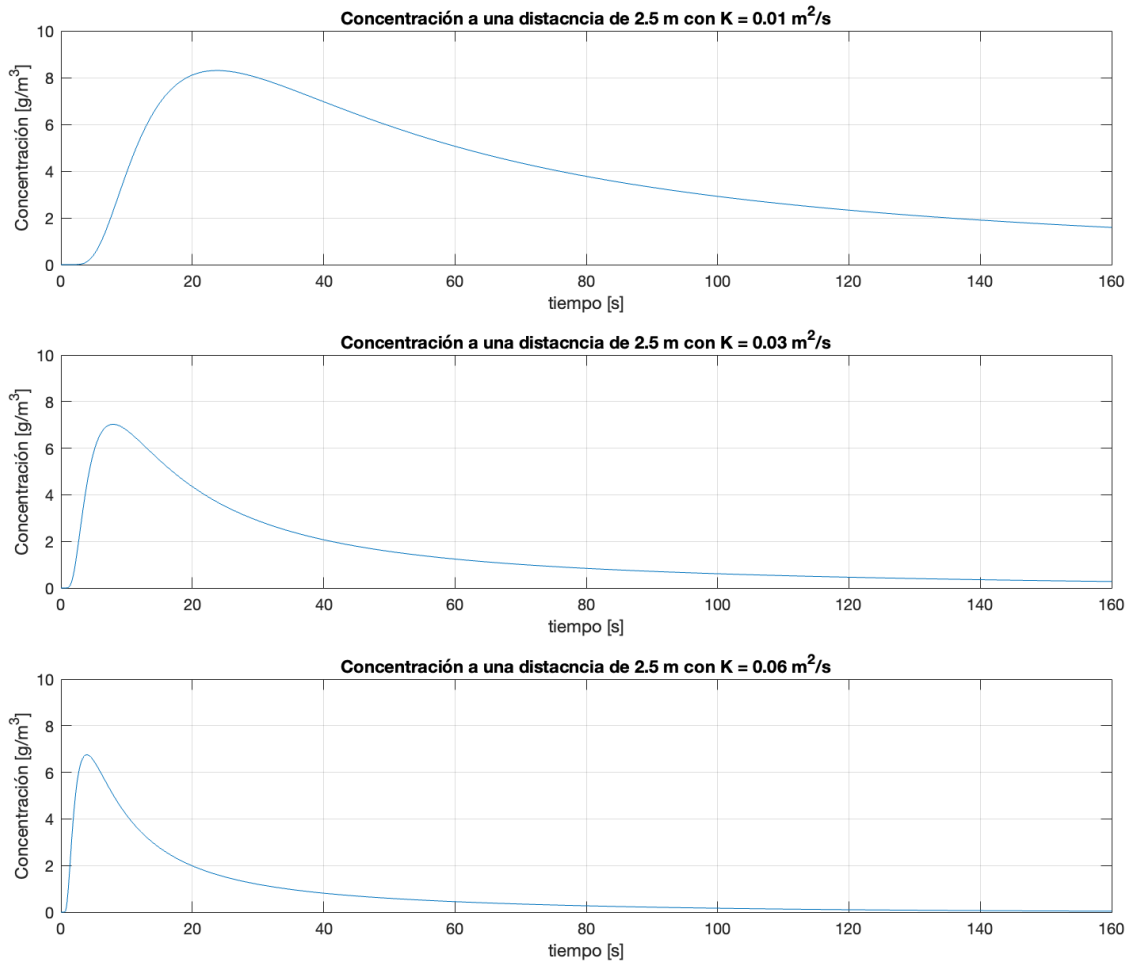 Concentración a una distacncia de 2.5 m con K = 0.01 m²/s
10
8
6
4
2
0
Concentración [g/m³]
0 20 40 60 80 100 120 140 160
tiempo [s]
Concentración a una distacncia de 2.5 m con K = 0.03 m²/s
10
8
6
4
2
0
Concentración [g/m³]
0 20 40 60 80 100 120 140 160
tiempo [s]
Concentración a una distacncia de 2.5 m con K = 0.06 m²/s
10
8
6
4
2
0
Concentración [g/m³]
0 20 40 60 80 100 120 140 160
tiempo [s]